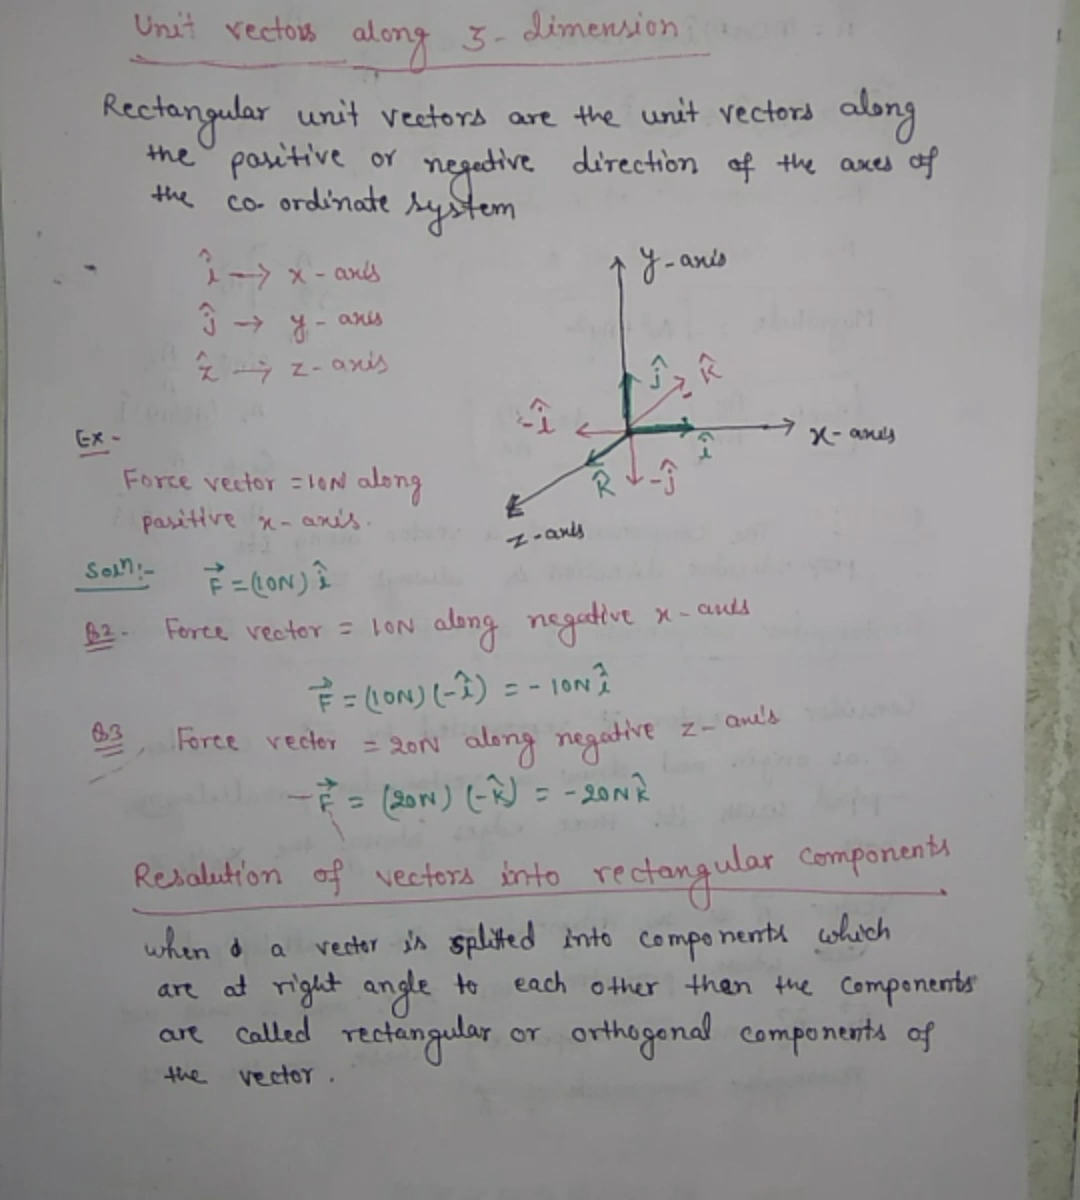 Unit vectors along 3-dimension
Rectangular unit vectors are the unit vectors along
the positive or negative direction of the axes of
the co-ordinate system
î → x-axis
ĵ → y-axis
ẑ → z-axis
y-axis
ĵ
k̂
-î
x-axis
î
k̂
-ĵ
z-axis
Ex-
Force vector = 10N along
positive x-axis.
Solⁿ:- F⃗ = (10N) î
Q2- Force vector = 10N along negative x-axis
F⃗ = (10N) (-î) = -10N î
Q3, Force vector = 20N along negative z-axis
F⃗ = (20N) (-k̂) = -20N k̂
Resolution of vectors into rectangular components
when a vector is splitted into components which
are at right angle to each other then the components
are called rectangular or orthogonal components of
the vector.